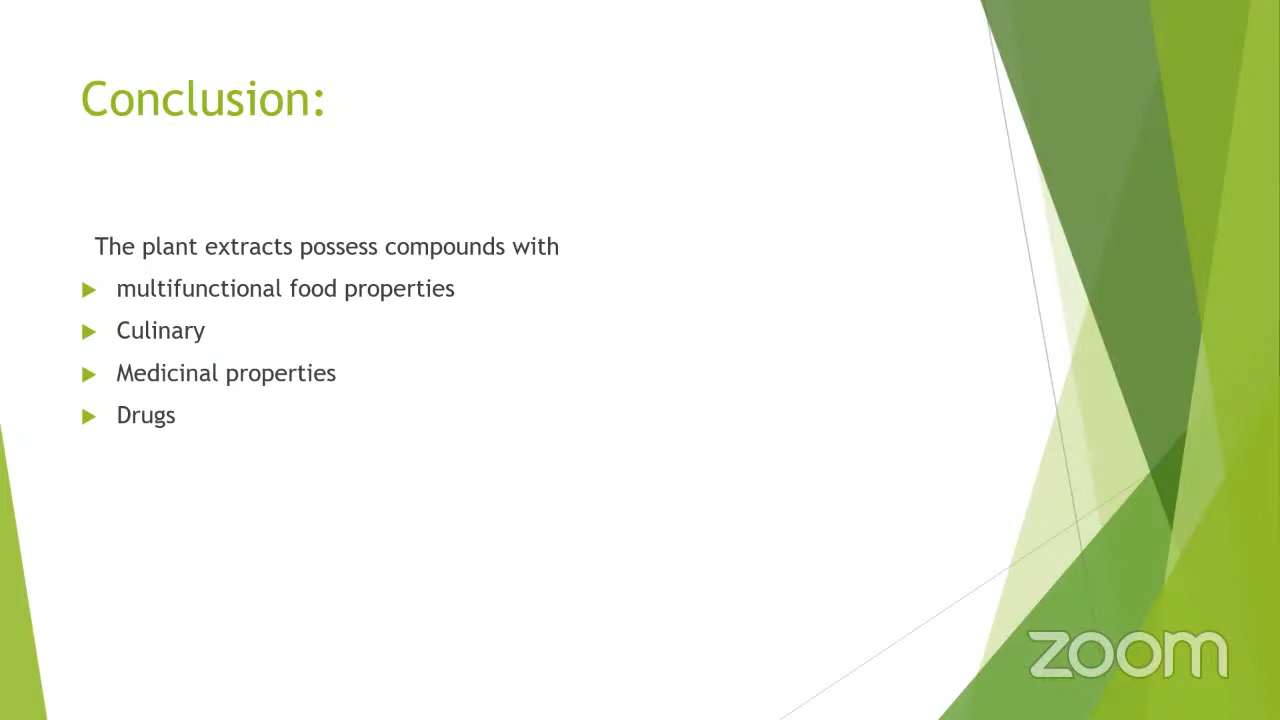 Conclusion:
The plant extracts possess compounds with
multifunctional food properties
Culinary
Medicinal properties
Drugs
zoom